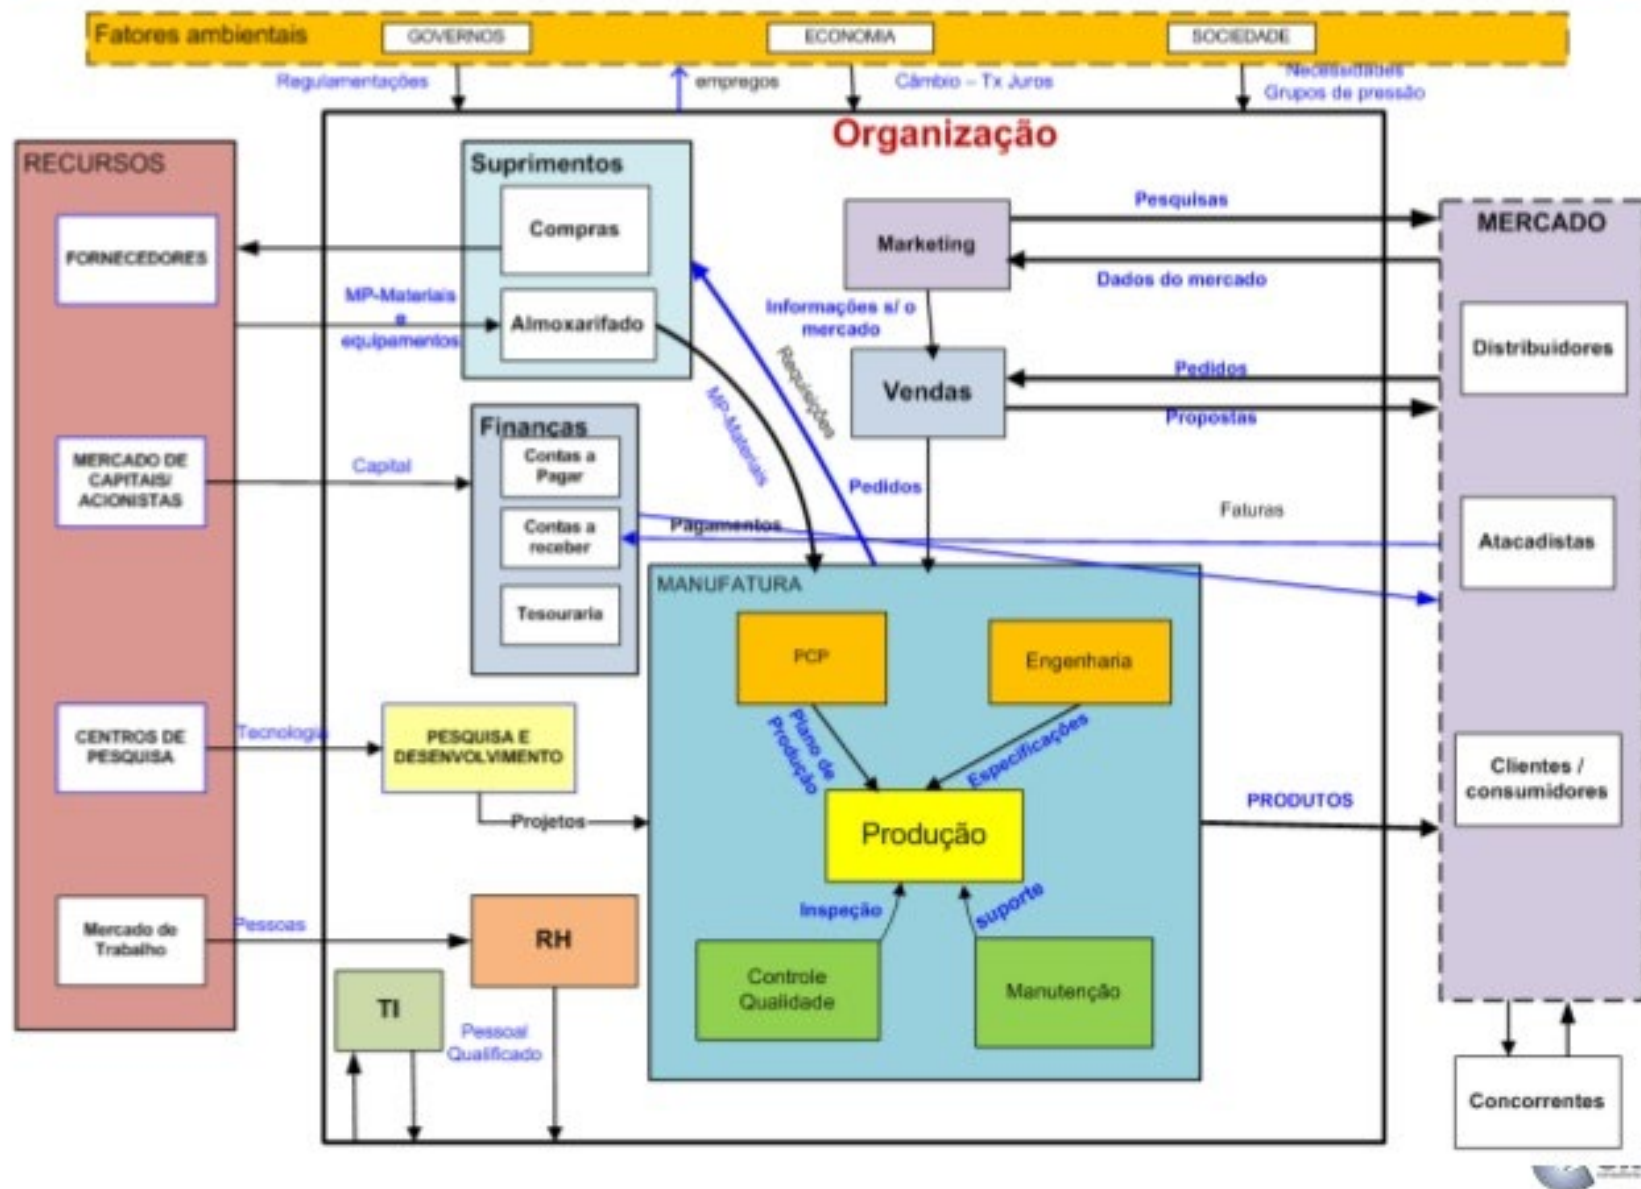 Fatores ambientais
GOVERNOS
ECONOMIA
SOCIEDADE
Regulamentações
empregos
Câmbio – Tx Juros
Necessidades
Grupos de pressão
Organização
RECURSOS
FORNECEDORES
MERCADO DE
CAPITAIS/
ACIONISTAS
CENTROS DE
PESQUISA
Mercado de
Trabalho
MP-Materiais
e
equipamentos
Capital
Tecnologia
Pessoas
Suprimentos
Compras
Almoxarifado
Finanças
Contas a
Pagar
Contas a
receber
Tesouraria
PESQUISA E
DESENVOLVIMENTO
Projetos
RH
TI
Pessoal
Qualificado
Requisições
MP-Materiais
Pagamentos
Marketing
Informações s/ o
mercado
Vendas
Pedidos
Pesquisas
Dados do mercado
Pedidos
Propostas
Faturas
MANUFATURA
PCP
Engenharia
Plano de
Produção
Especificações
Produção
Inspeção
suporte
Controle
Qualidade
Manutenção
PRODUTOS
MERCADO
Distribuidores
Atacadistas
Clientes /
consumidores
Concorrentes